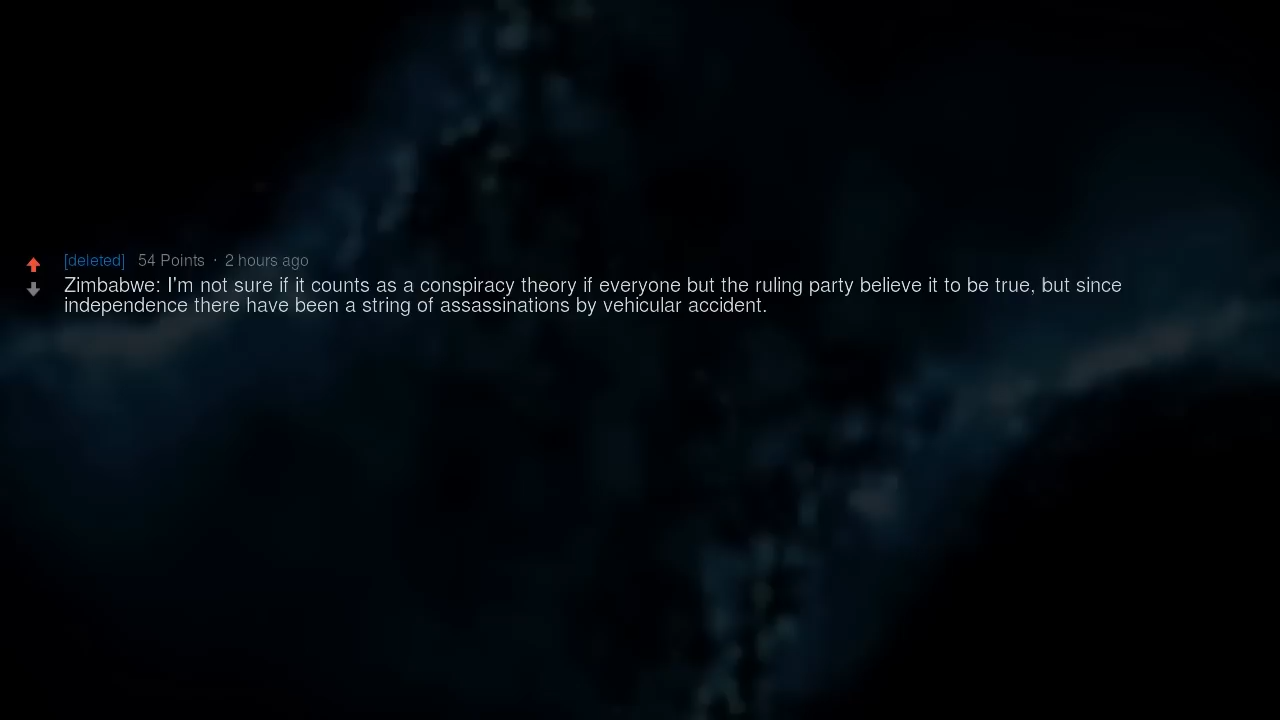 [deleted] 54 Points · 2 hours ago
Zimbabwe: I'm not sure if it counts as a conspiracy theory if everyone but the ruling party believe it to be true, but since
independence there have been a string of assassinations by vehicular accident.